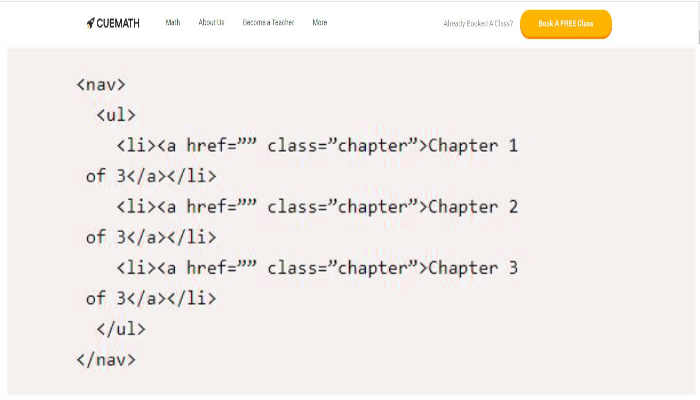 CUEMATH Math About Us Become a Teacher More Already Booked A Class? Book A FREE Class
<nav>
<ul>
<li><a href=”” class=”chapter”>Chapter 1
of 3</a></li>
<li><a href=”” class=”chapter”>Chapter 2
of 3</a></li>
<li><a href=”” class=”chapter”>Chapter 3
of 3</a></li>
</ul>
</nav>